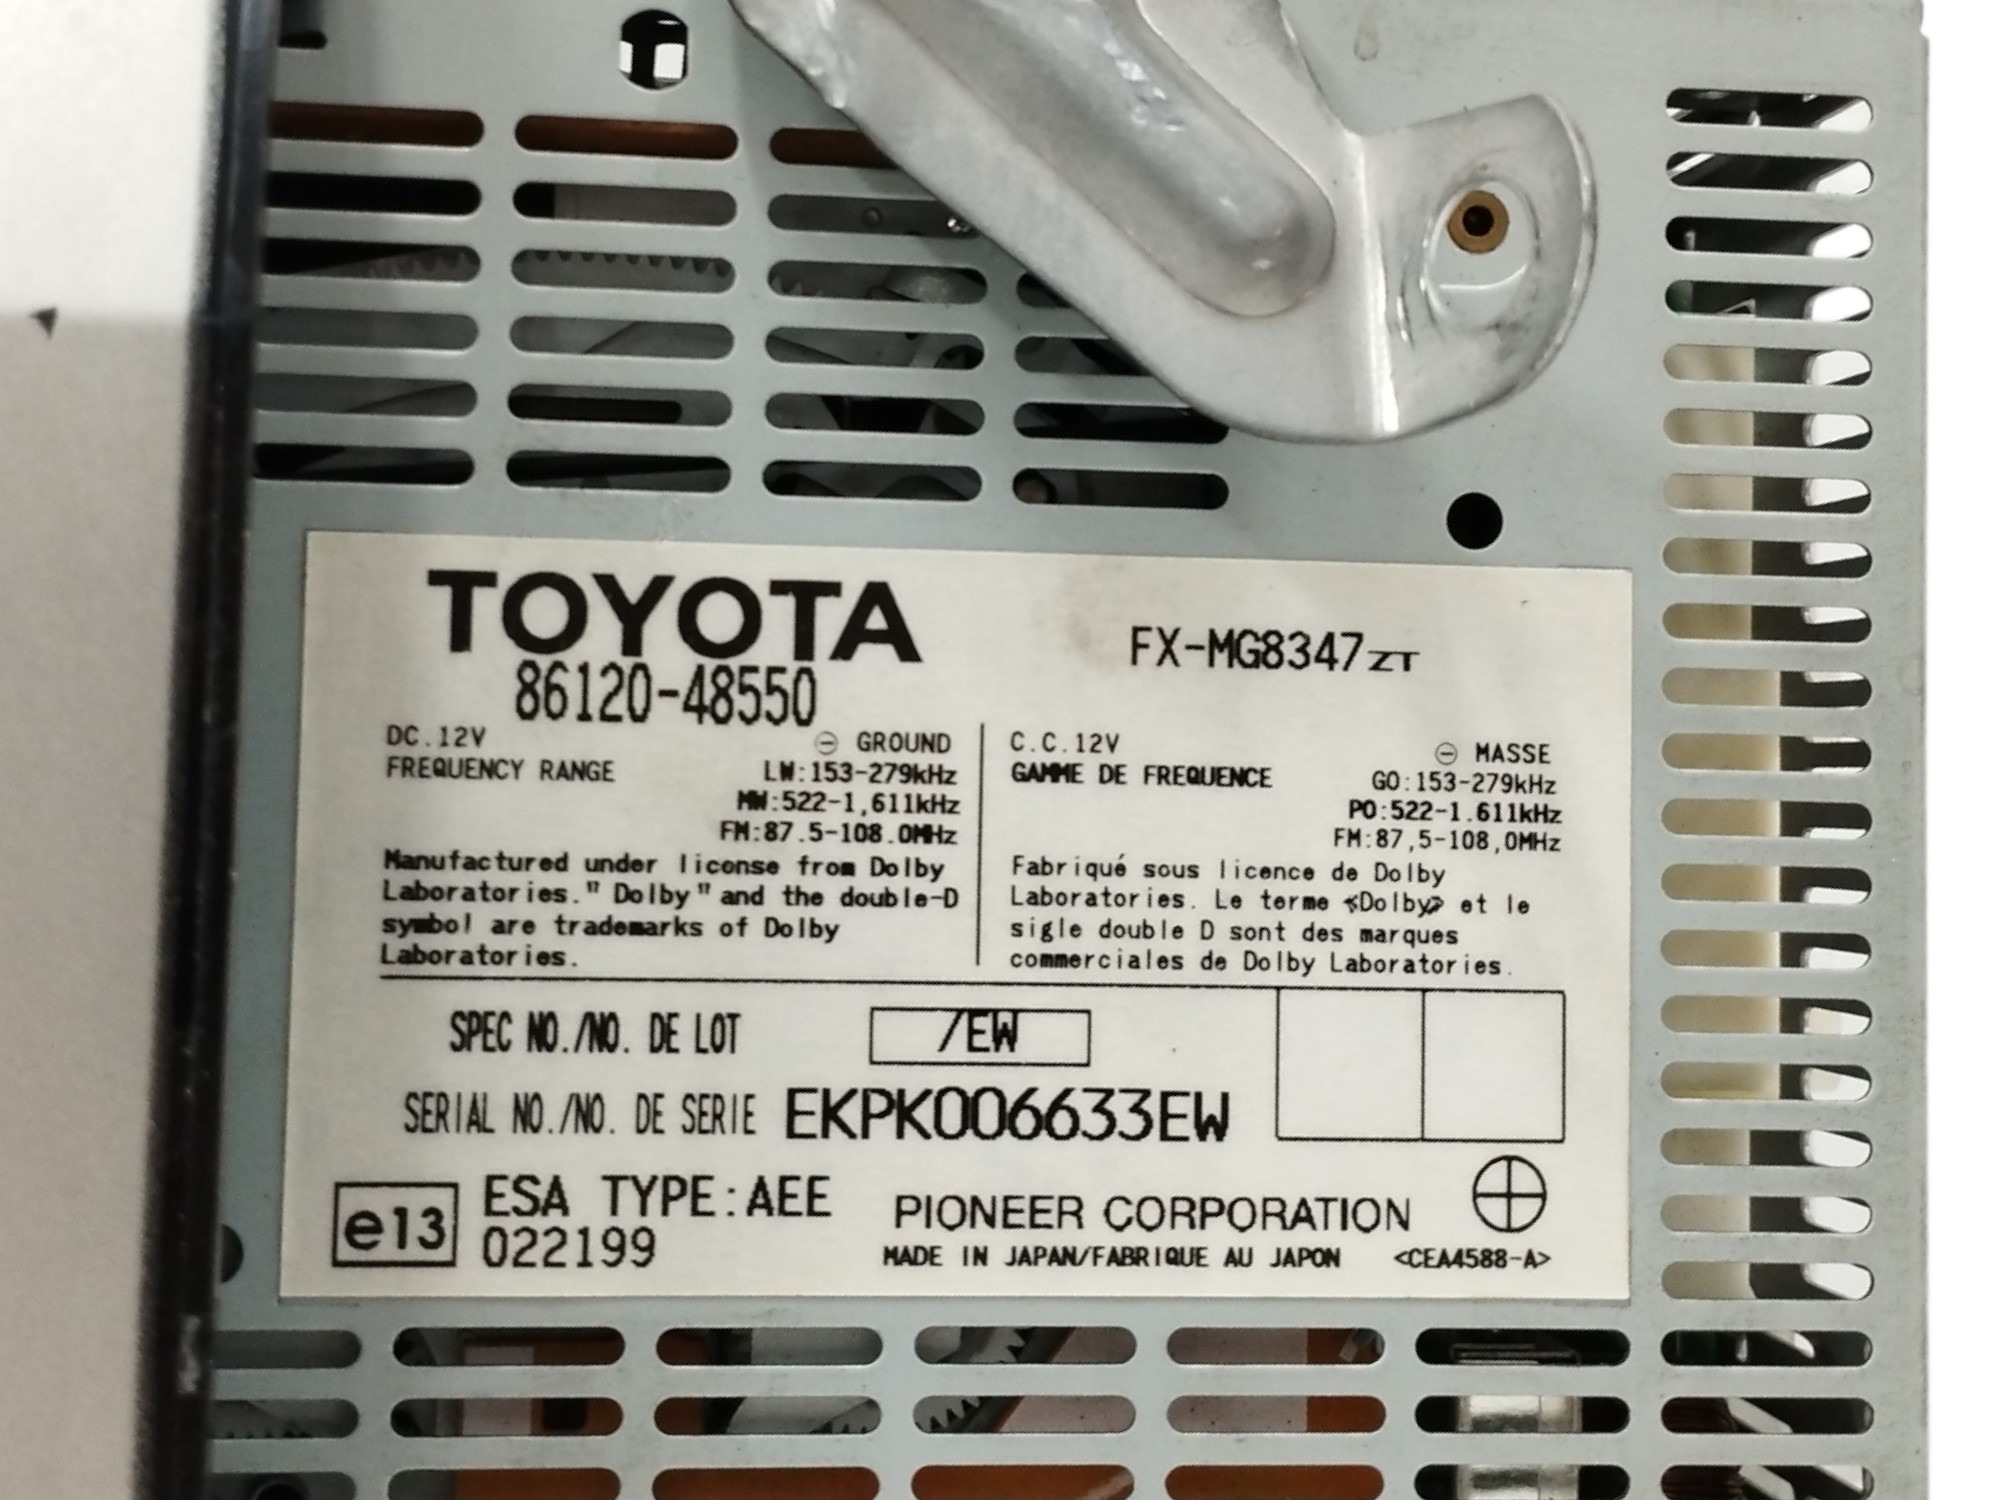 TOYOTA
86120-48550
FX-MG8347ZT
DC.12V ⊖ GROUND
FREQUENCY RANGE LW:153-279kHz
MW:522-1,611kHz
FM:87.5-108.0MHz
Manufactured under license from Dolby
Laboratories." Dolby "and the double-D
symbol are trademarks of Dolby
Laboratories.
C.C.12V ⊖ MASSE
GAMME DE FREQUENCE GO:153-279kHz
PO:522-1.611kHz
FM:87,5-108,0MHz
Fabriqué sous licence de Dolby
Laboratories. Le terme «Dolby» et le
sigle double D sont des marques
commerciales de Dolby Laboratories.
SPEC NO./NO. DE LOT /EW
SERIAL NO./NO. DE SERIE EKPK006633EW
e13
ESA TYPE:AEE
022199
PIONEER CORPORATION
MADE IN JAPAN/FABRIQUE AU JAPON <CEA4588-A>